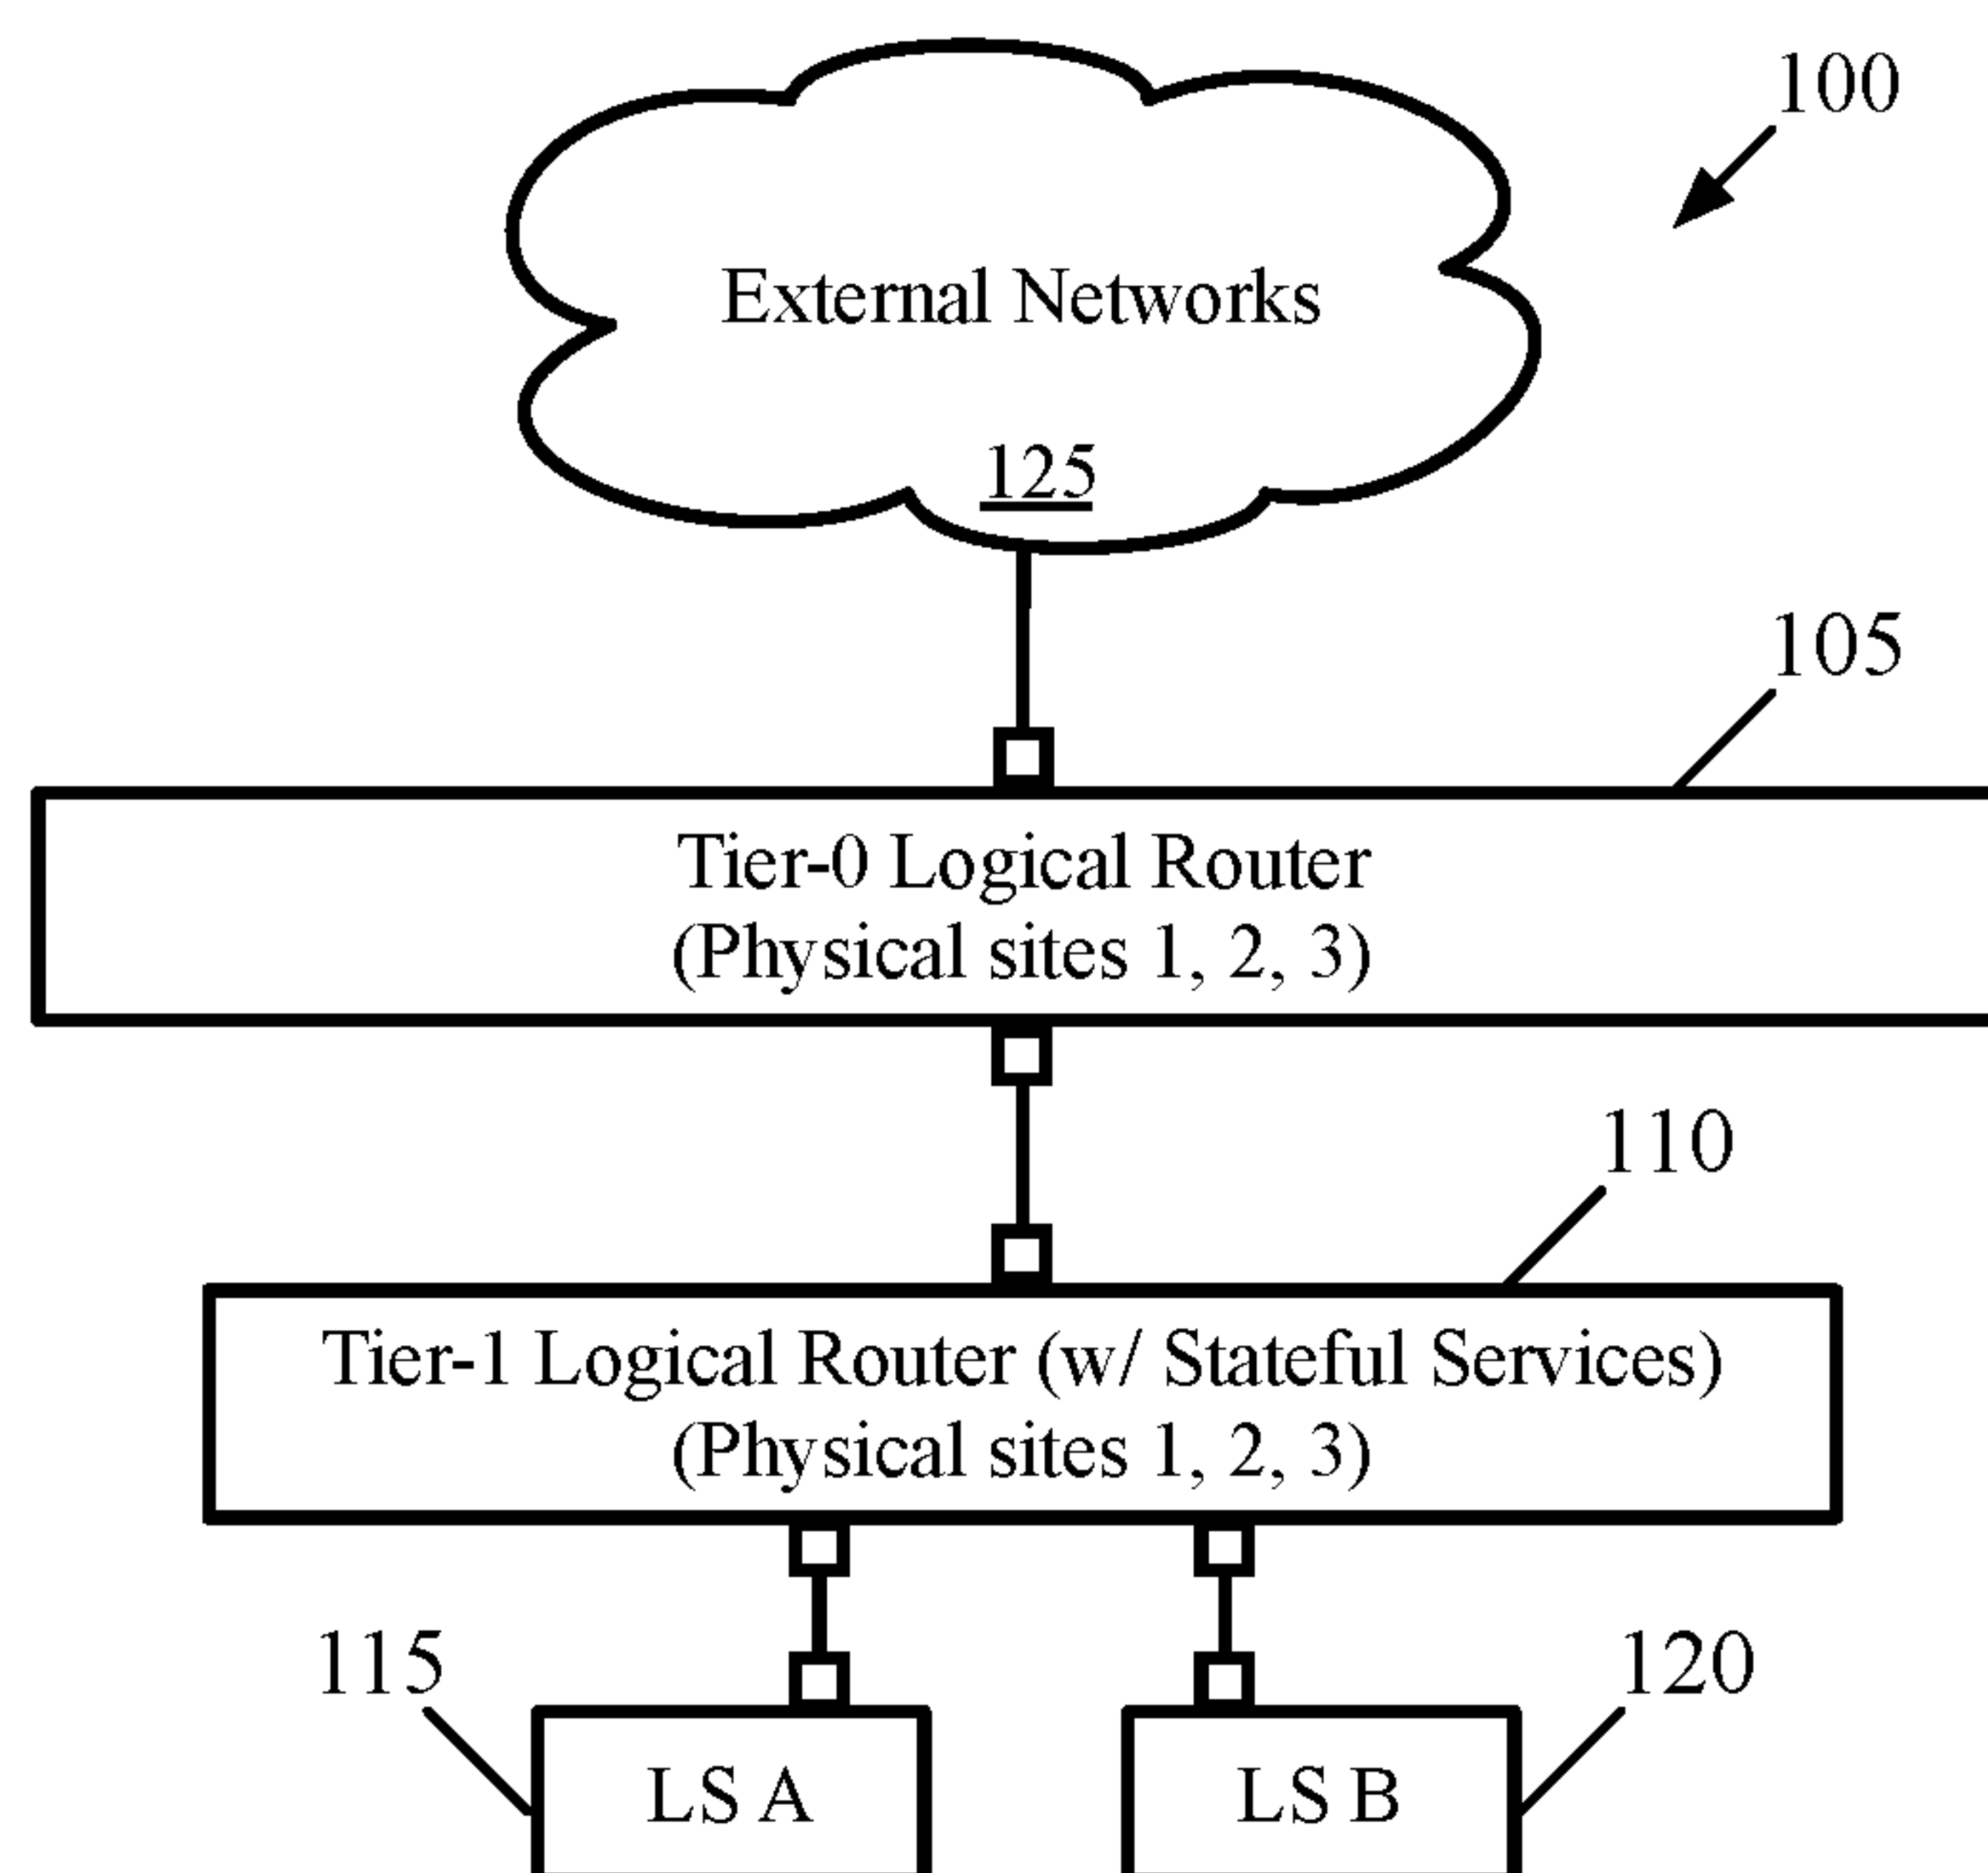 100
External Networks
125
105
Tier-0 Logical Router
(Physical sites 1, 2, 3)
110
Tier-1 Logical Router (w/ Stateful Services)
(Physical sites 1, 2, 3)
115
120
LS A
LS B